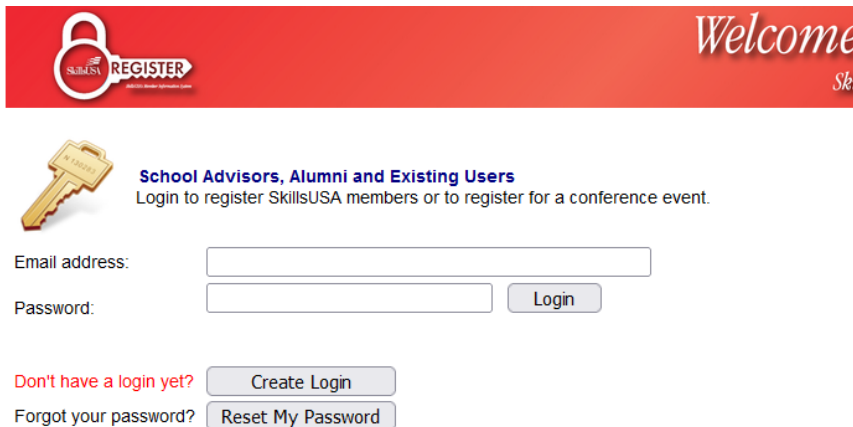 Welcome
SkillsUSA REGISTER
School Advisors, Alumni and Existing Users
Login to register SkillsUSA members or to register for a conference event.
Email address:
Password:
Login
Don't have a login yet?
Create Login
Forgot your password?
Reset My Password